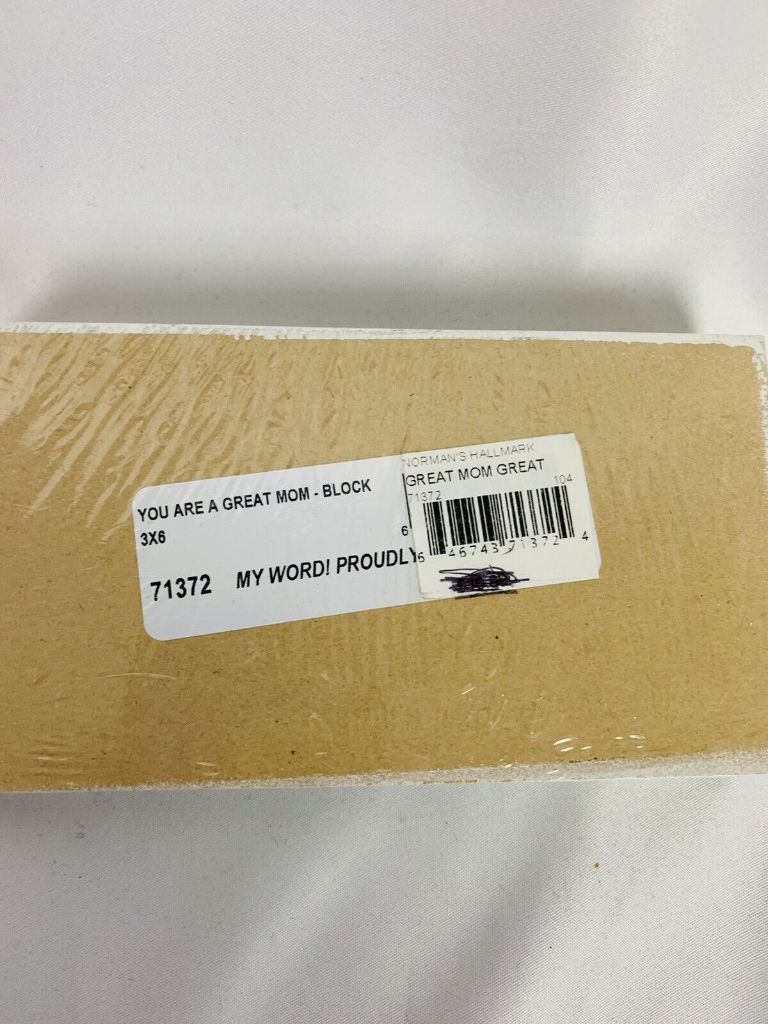 YOU ARE A GREAT MOM - BLOCK
3X6
71372 MY WORD! PROUDLY
6
NORMAN'S HALLMARK
GREAT MOM GREAT
71372 104
6 46743 71372 4